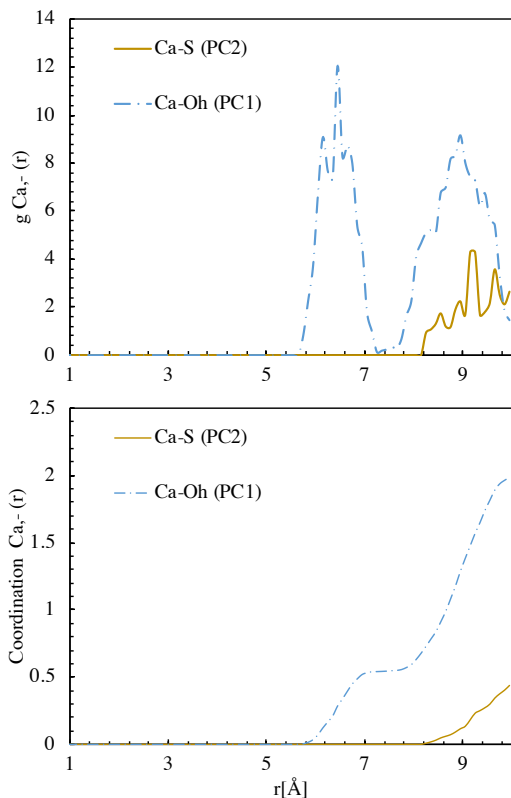 g Ca,- (r)
14
12
10
8
6
4
2
0
Ca-S (PC2)
Ca-Oh (PC1)
1 3 5 7 9
Coordination Ca,- (r)
2.5
2
1.5
1
0.5
0
Ca-S (PC2)
Ca-Oh (PC1)
1 3 5 7 9
r[Å]